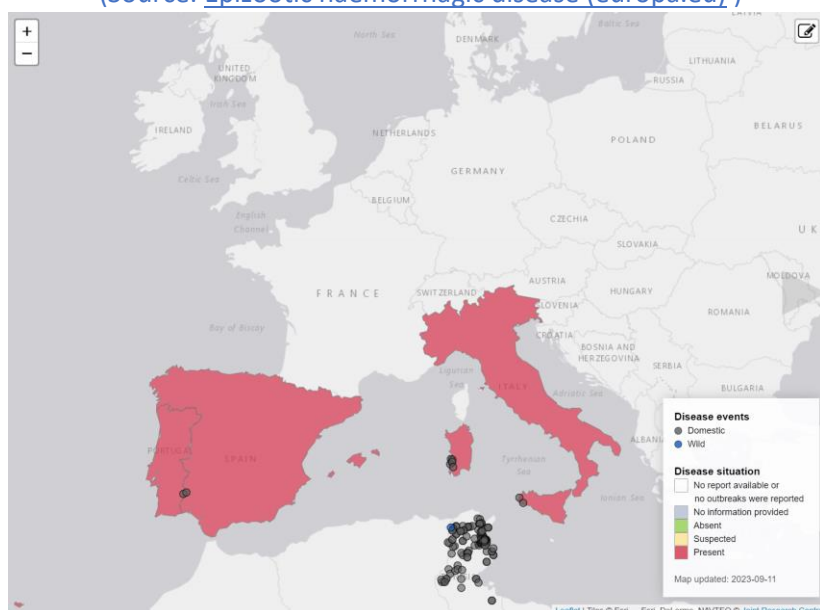 (Source: Epizootic haemorrhagic disease (europa.eu) )
+
−
North Sea
Baltic Sea
LATVIA
DENMARK
LITHUANIA
UNITED
KINGDOM
RUSSIA
Irish Sea
IRELAND
NETHERLANDS
BELARUS
POLAND
GERMANY
Celtic Sea
BELGIUM
English
Channel
CZECHIA
UK
SLOVAKIA
MOLDOVA
AUSTRIA
FRANCE
SWITZERLAND
HUNGARY
SLOVENIA
ROMANIA
CROATIA
Bay of Biscay
BOSNIA AND
HERZEGOVINA
SERBIA
Ligurian
Sea
ITALY
Adriatic Sea
BULGARIA
PORTUGAL
SPAIN
Tyrrhenian
Sea
ALBANI
Ionian Sea
Disease events
Domestic
Wild
Disease situation
No report available or
no outbreaks were reported
No information provided
Absent
Suspected
Present
Map updated: 2023-09-11